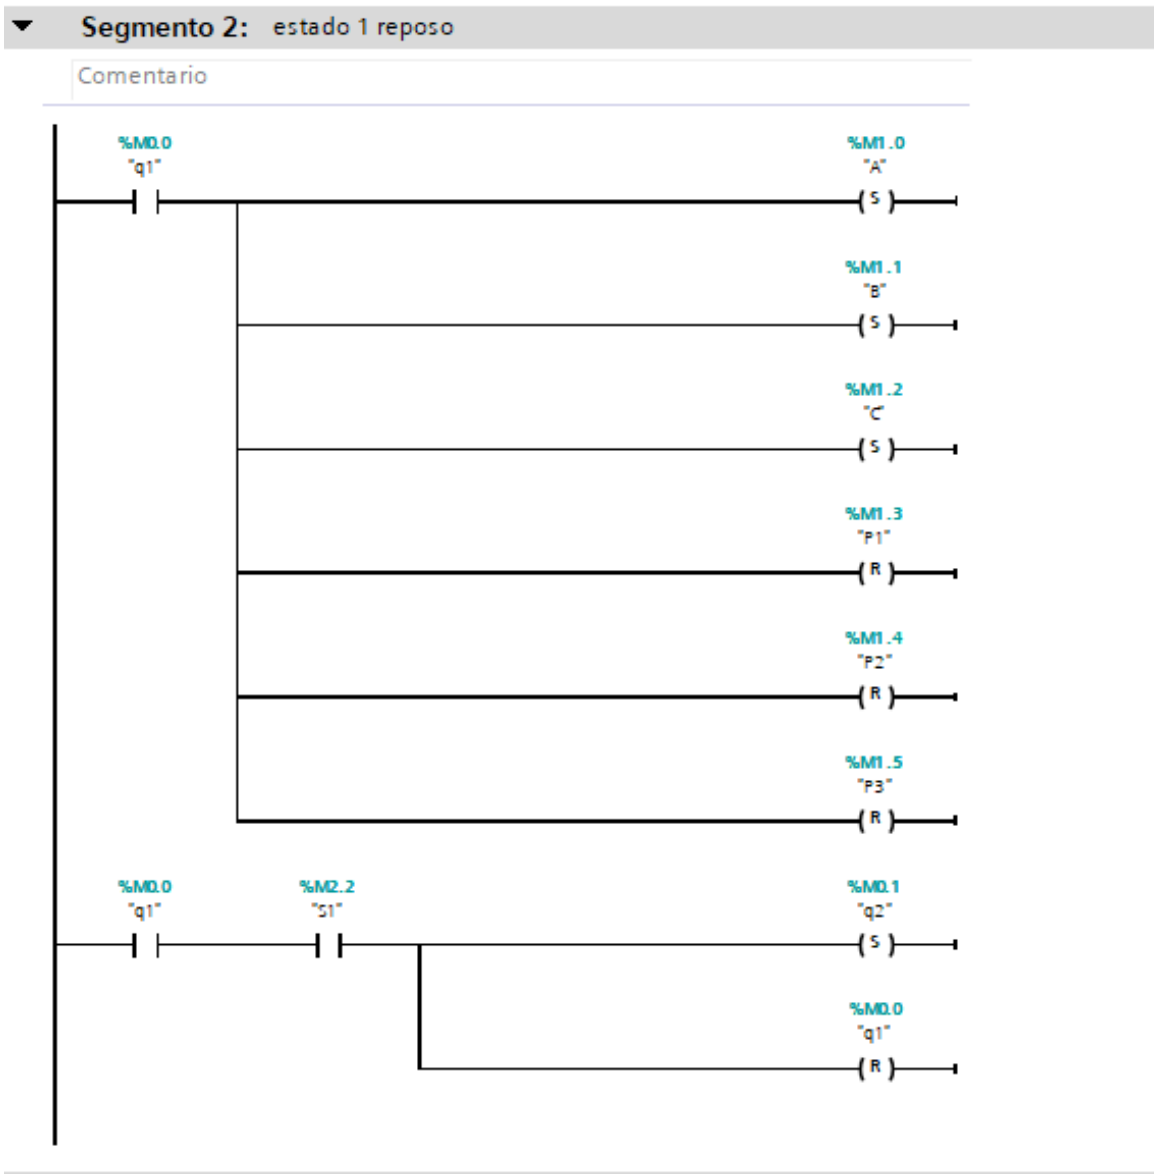 Segmento 2: estado 1 reposo
Comentario
%M0.0 %M1.0
"q1" "A"
S
%M1.1
"B"
S
%M1.2
"C"
S
%M1.3
"P1"
R
%M1.4
"P2"
R
%M1.5
"P3"
R
%M0.0 %M2.2 %M0.1
"q1" "S1" "q2"
S
%M0.0
"q1"
R